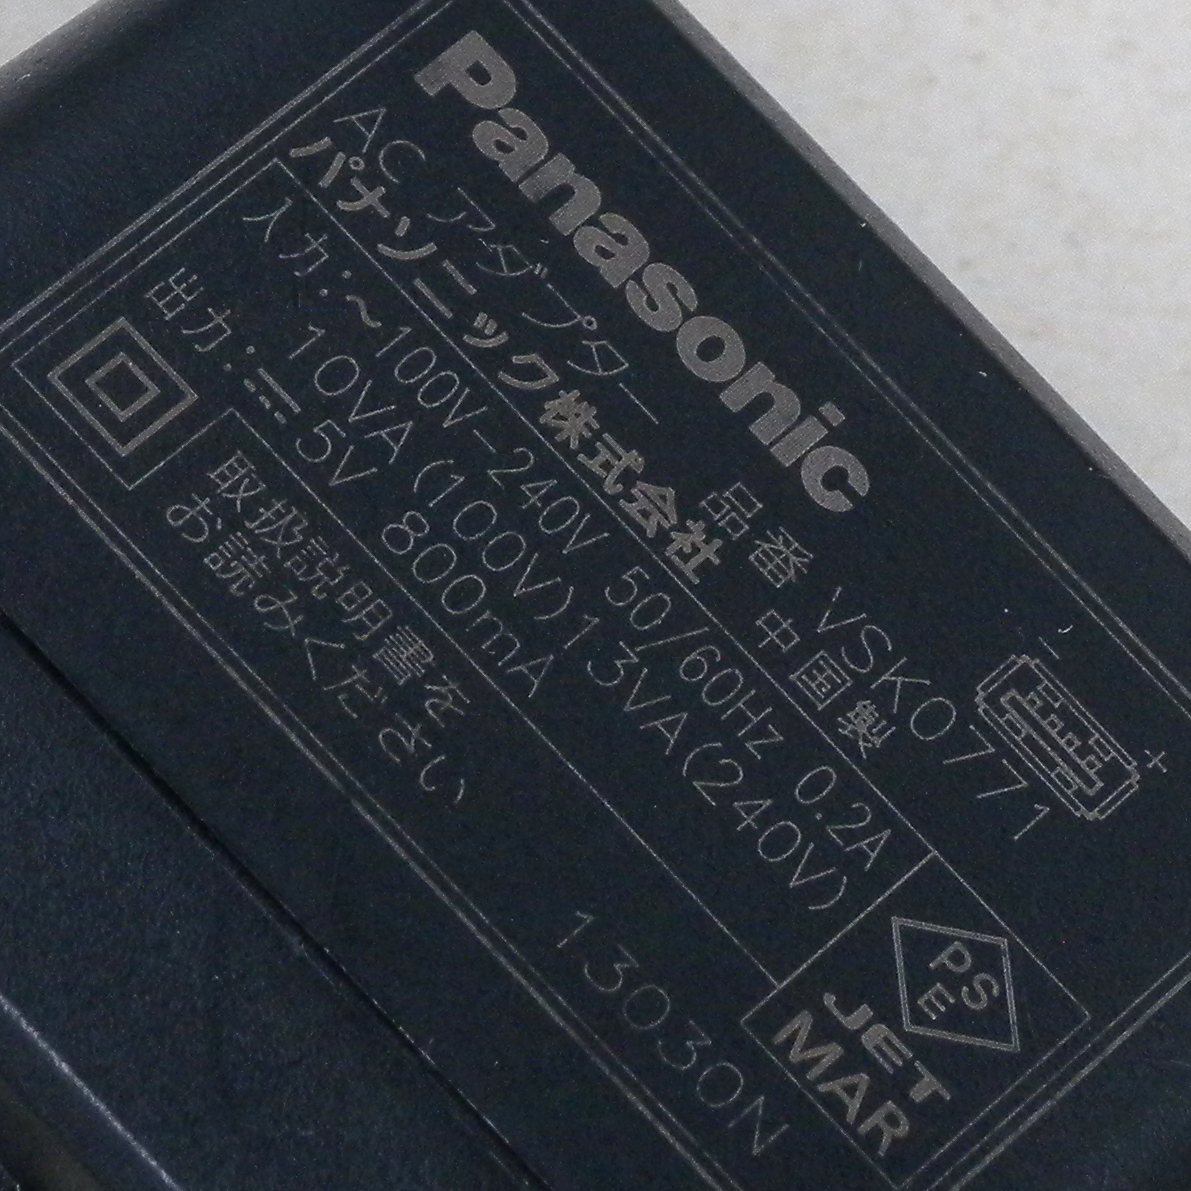 Panasonic
AC アダプター 品番 VSK0771
パナソニック株式会社 中国製
入力:~100V-240V 50/60Hz 0.2A
10VA (100V) 13VA(240V)
出力:⎓5V 800mA
取扱説明書を
お読みください
PSE
JET
MAR
13030N
- +